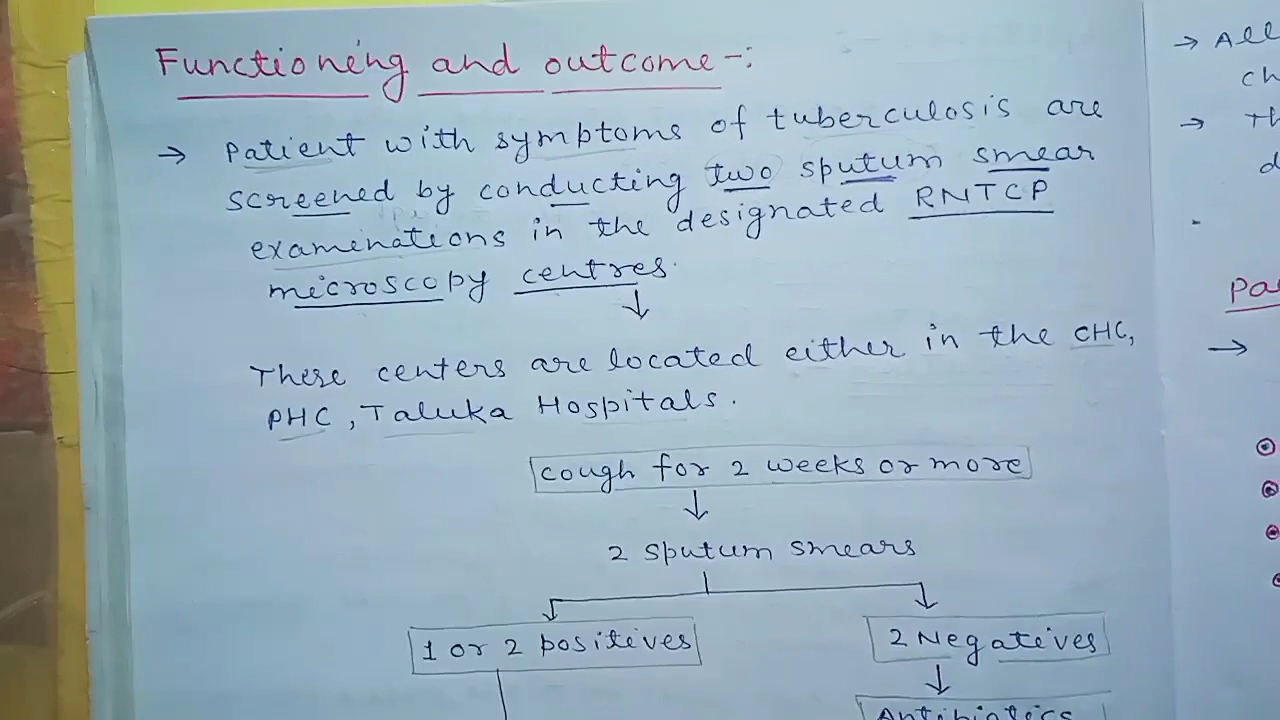 Functioning and outcome-:
→ Patient with symptoms of tuberculosis are
screened by conducting two sputum smear
examinations in the designated RNTCP
microscopy centres.
↓
These centers are located either in the CHC,
PHC, Taluka Hospitals.
cough for 2 weeks or more
↓
2 sputum smears
1 or 2 positives
2 Negatives
↓
Antibiotics
→ All
ch
→ Th
d
Pa
→